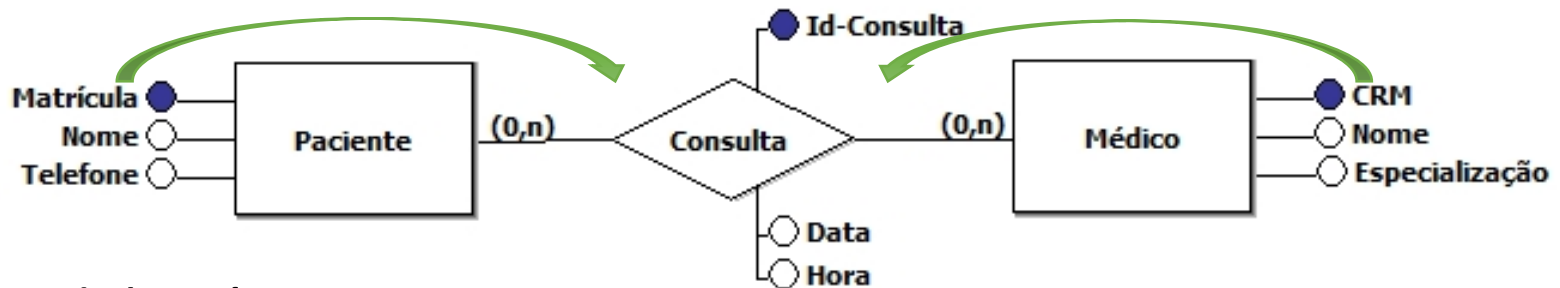 Id-Consulta
Matrícula
Nome
Telefone
Paciente
(0,n)
Consulta
(0,n)
Médico
CRM
Nome
Especialização
Data
Hora